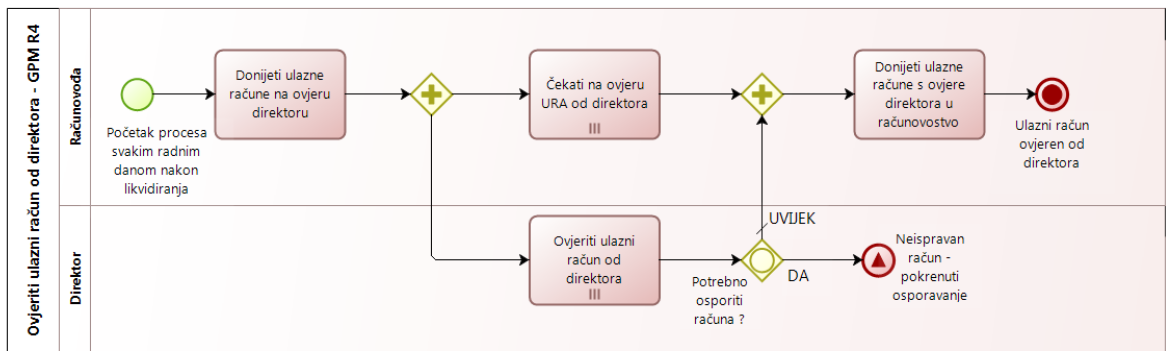 Ovjeriti ulazni račun od direktora - GPM R4
Računovođa
Početak procesa
svakim radnim
danom nakon
likvidiranja
Donijeti ulazne
račune na ovjeru
direktoru
Čekati na ovjeru
URA od direktora
Donijeti ulazne
račune s ovjere
direktora u
računovostvo
Ulazni račun
ovjeren od
direktora
Direktor
Ovjeriti ulazni
račun od
direktora
Potrebno
osporiti
računa ?
UVIJEK
DA
Neispravan
račun -
pokrenuti
osporavanje